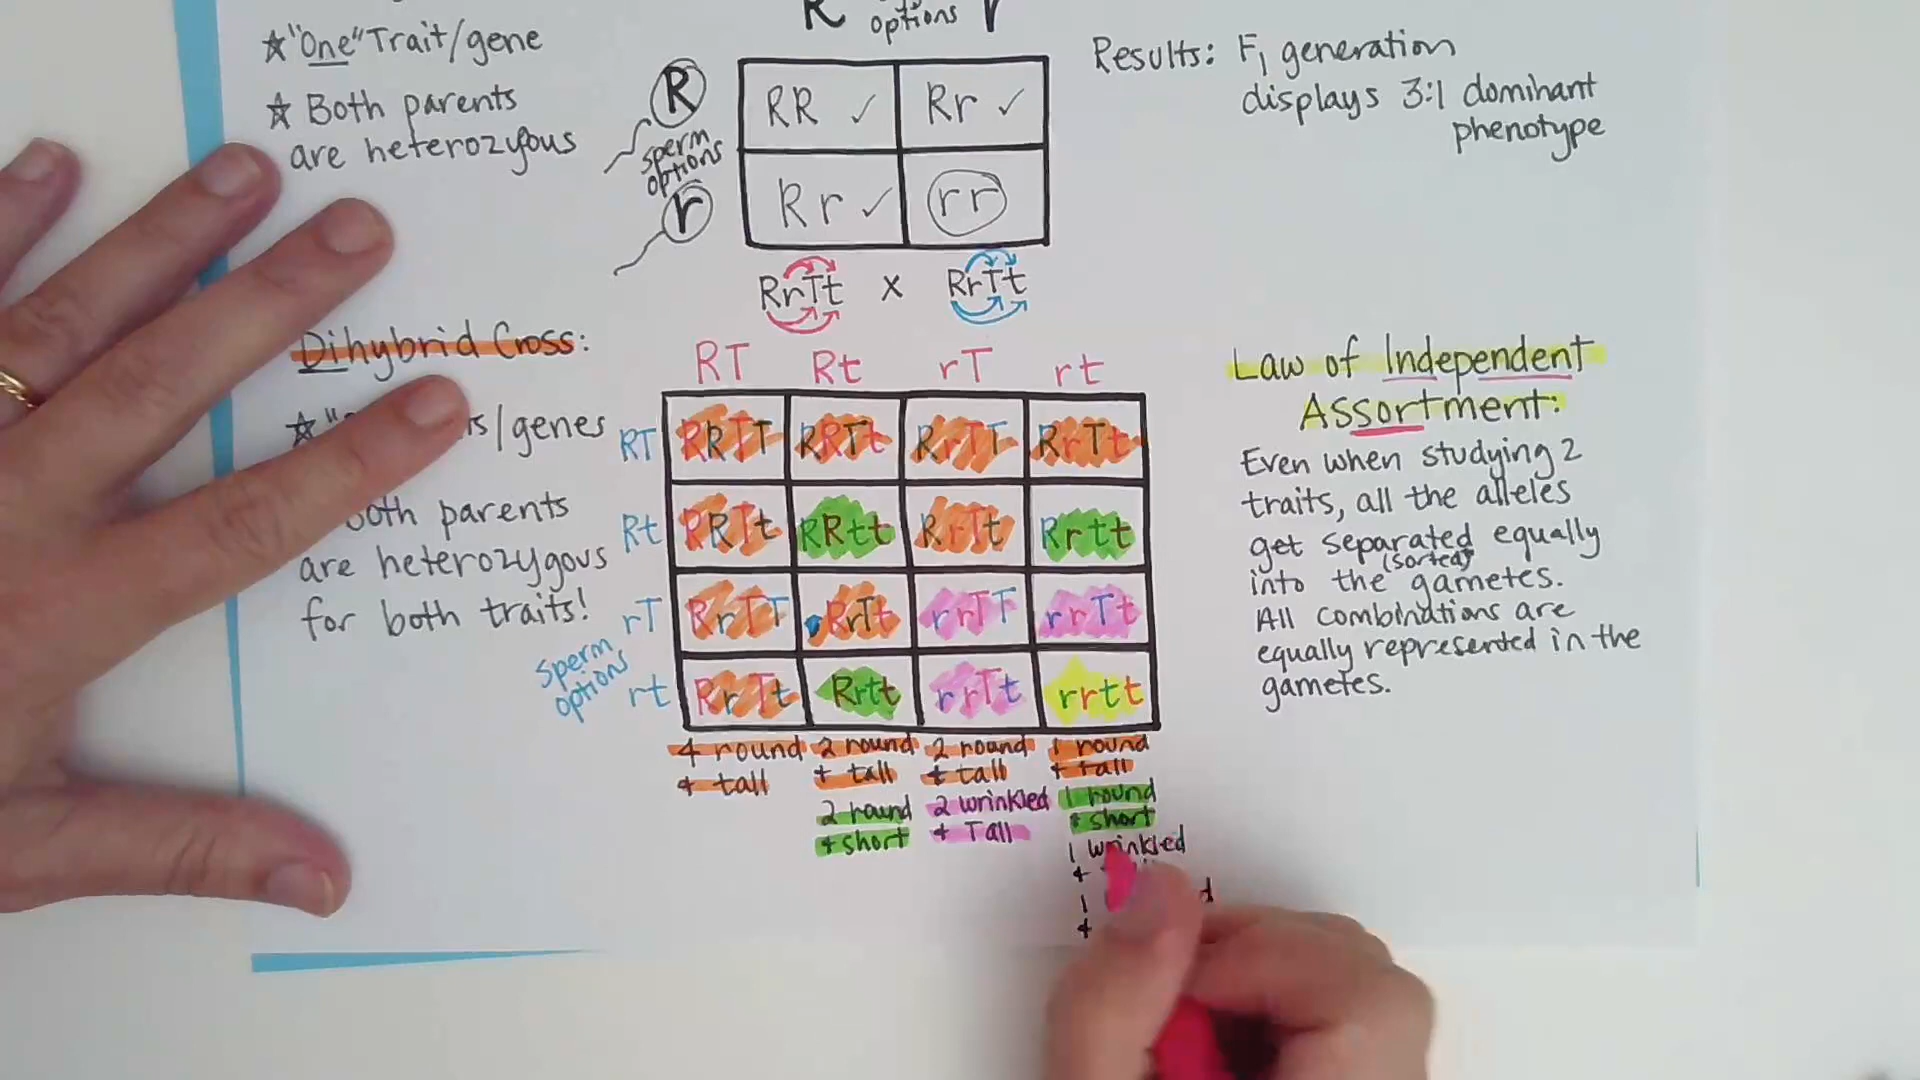 R options r
☆ "One" Trait/gene
☆ Both parents
are heterozyous
R
sperm
options
r
RR ✓ Rr ✓
Rr ✓ rr
Results: F1 generation
displays 3:1 dominant
phenotype
RrTt x RrTt
Dihybrid Cross:
s/genes
both parents
are heterozygous
for both traits!
RT Rt rT rt
RT RRTT RRTt RrTT RrTt
Rt RRTt RRtt RrTt Rrtt
rT RrTT RrTt rrTT rrTt
sperm
options
rt RrTt Rrtt rrTt rrtt
4 round
+ tall
2 round
+ tall
2 round
+ short
2 round
+ tall
2 wrinkled
+ Tall
1 round
+ tall
1 round
+ short
1 wrinkled
+
1
+
Law of Independent
Assortment:
Even when studying 2
traits, all the alleles
get separated equally
(sorted)
into the gametes.
All combinations are
equally represented in the
gametes.